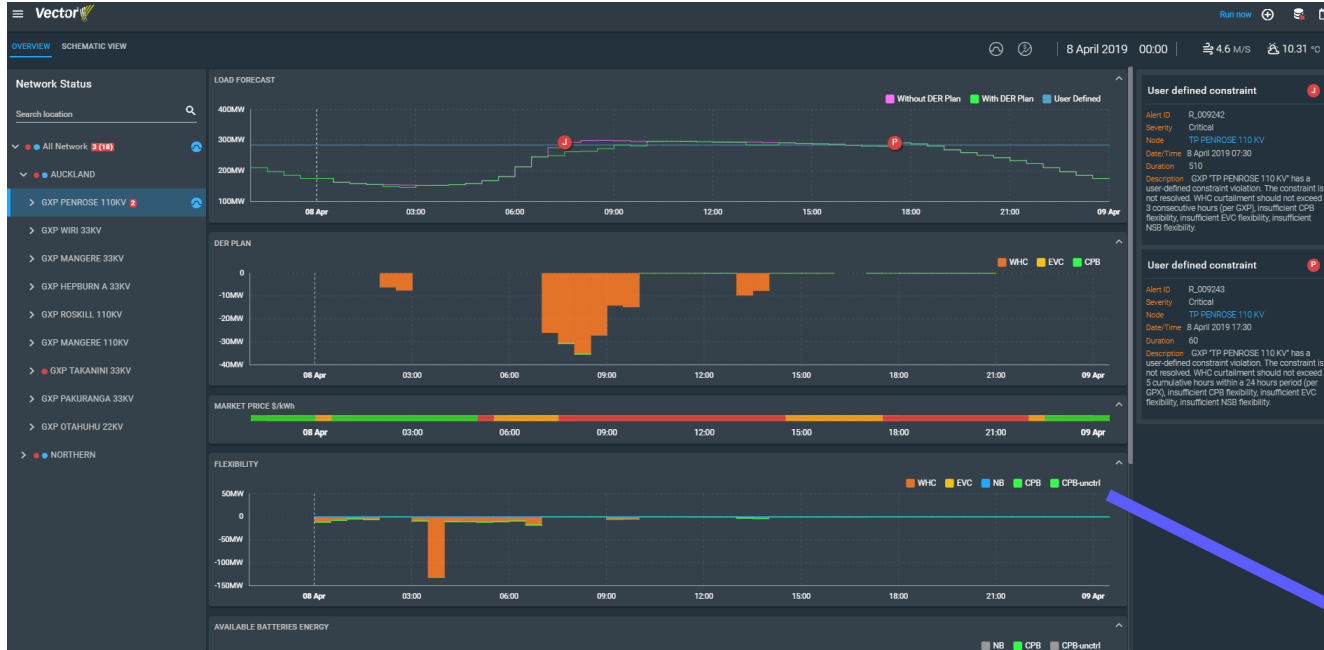 Vector
Run now
OVERVIEW SCHEMATIC VIEW
8 April 2019 00:00 4.6 M/S 10.31 °C
Network Status
Search location
All Network 3 (18)
AUCKLAND
GXP PENROSE 110KV 2
GXP WIRI 33KV
GXP MANGERE 33KV
GXP HEPBURN A 33KV
GXP ROSKILL 110KV
GXP MANGERE 110KV
GXP TAKANINI 33KV
GXP PAKURANGA 33KV
GXP OTAHUHU 22KV
NORTHERN
LOAD FORECAST
Without DER Plan With DER Plan User Defined
400MW
300MW
200MW
100MW
J P
08 Apr 03:00 06:00 09:00 12:00 15:00 18:00 21:00 09 Apr
DER PLAN
WHC EVC CPB
0
-10MW
-20MW
-30MW
-40MW
08 Apr 03:00 06:00 09:00 12:00 15:00 18:00 21:00 09 Apr
MARKET PRICE $/kWh
08 Apr 03:00 06:00 09:00 12:00 15:00 18:00 21:00 09 Apr
FLEXIBILITY
WHC EVC NB CPB CPB-unctrl
50MW
0
-50MW
-100MW
-150MW
08 Apr 03:00 06:00 09:00 12:00 15:00 18:00 21:00 09 Apr
AVAILABLE BATTERIES ENERGY
NB CPB CPB-unctrl
User defined constraint J
Alert ID R_009242
Severity Critical
Node TP PENROSE 110 KV
Date/Time 8 April 2019 07:30
Duration 510
Description GXP "TP PENROSE 110 KV" has a
user-defined constraint violation. The constraint is
not resolved. WHC curtailment should not exceed
3 consecutive hours (per GXP), insufficient CPB
flexibility, insufficient EVC flexibility, insufficient
NSB flexibility.
User defined constraint P
Alert ID R_009243
Severity Critical
Node TP PENROSE 110 KV
Date/Time 8 April 2019 17:30
Duration 60
Description GXP "TP PENROSE 110 KV" has a
user-defined constraint violation. The constraint is
not resolved. WHC curtailment should not exceed
5 cumulative hours within a 24 hours period (per
GPX), insufficient CPB flexibility, insufficient EVC
flexibility, insufficient NSB flexibility.